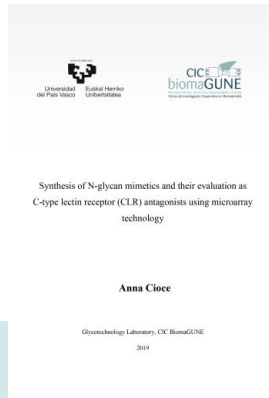 Universidad Euskal Herriko
del País Vasco Unibertsitatea
CIC
biomaGUNE
Synthesis of N-glycan mimetics and their evaluation as
C-type lectin receptor (CLR) antagonists using microarray
technology
Anna Cioce
Glycotechnology Laboratory, CIC BiomaGUNE
2019